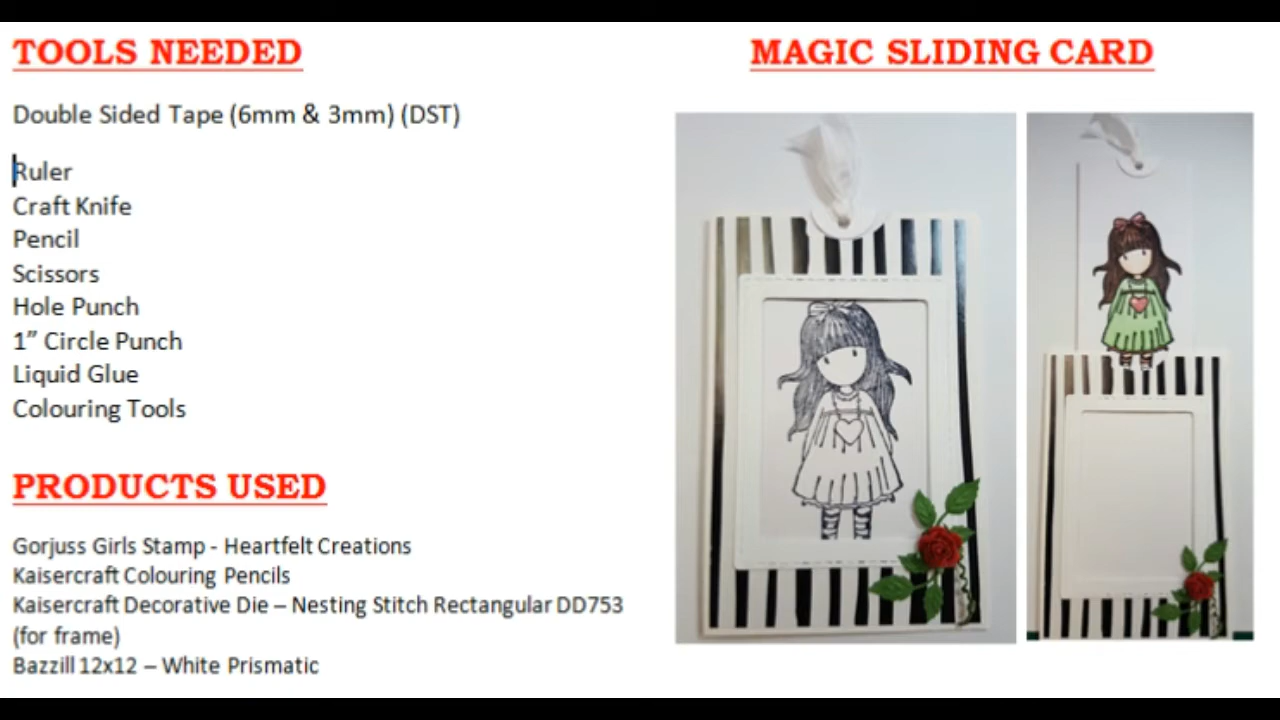 TOOLS NEEDED
Double Sided Tape (6mm & 3mm) (DST)
Ruler
Craft Knife
Pencil
Scissors
Hole Punch
1” Circle Punch
Liquid Glue
Colouring Tools
PRODUCTS USED
Gorjuss Girls Stamp - Heartfelt Creations
Kaisercraft Colouring Pencils
Kaisercraft Decorative Die – Nesting Stitch Rectangular DD753
(for frame)
Bazzill 12x12 – White Prismatic
MAGIC SLIDING CARD